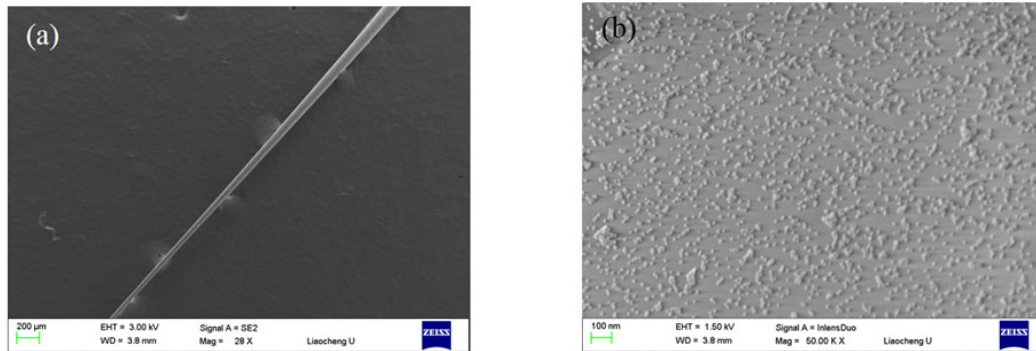 (a)
200 µm
EHT = 3.00 kV
Signal A = SE2
ZEISS
WD = 3.8 mm
Mag = 28 X
Liaocheng U
(b)
100 nm
EHT = 1.50 kV
Signal A = InlensDuo
ZEISS
WD = 3.8 mm
Mag = 50.00 K X
Liaocheng U